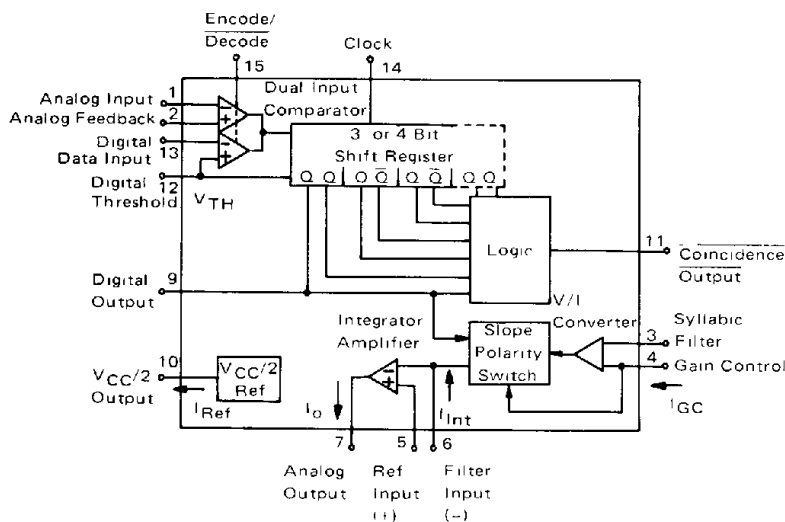 Encode/
Decode
Clock
15
14
1
Analog Input
2
Analog Feedback
Digital
13
Data Input
12
Digital
Threshold
VTH
Dual Input
Comparator
3 or 4 Bit
Shift Register
Q Q Q Q̅ Q Q̅ Q Q
Logic
11
Coincidence
Output
Digital
Output
9
V/I
Converter
Integrator
Amplifier
Slope
Polarity
Switch
3
Syllabic
Filter
4
Gain Control
IGC
10
VCC/2
Output
VCC/2
Ref
IRef
Io
IInt
7
5
6
Analog
Output
Ref
Input
(+)
Filter
Input
(−)